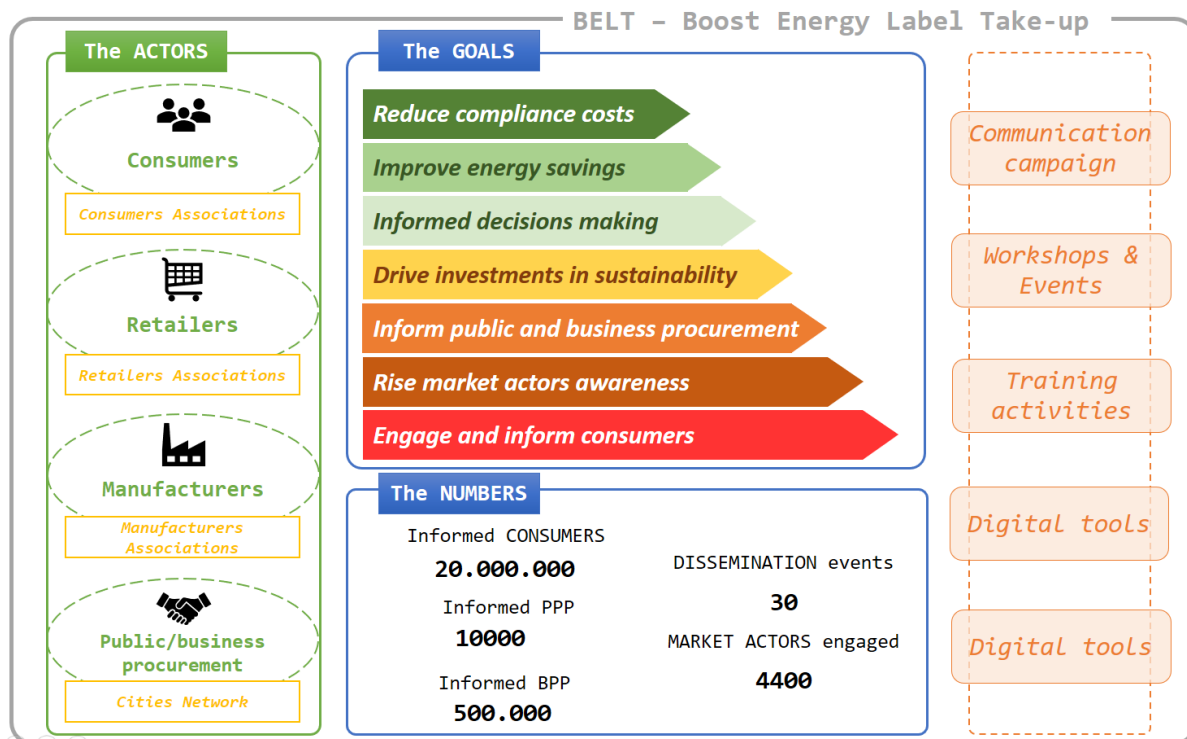 BELT – Boost Energy Label Take-up
The ACTORS
Consumers
Consumers Associations
Retailers
Retailers Associations
Manufacturers
Manufacturers
Associations
Public/business
procurement
Cities Network
The GOALS
Reduce compliance costs
Improve energy savings
Informed decisions making
Drive investments in sustainability
Inform public and business procurement
Rise market actors awareness
Engage and inform consumers
The NUMBERS
Informed CONSUMERS
20.000.000
Informed PPP
10000
Informed BPP
500.000
DISSEMINATION events
30
MARKET ACTORS engaged
4400
Communication
campaign
Workshops &
Events
Training
activities
Digital tools
Digital tools